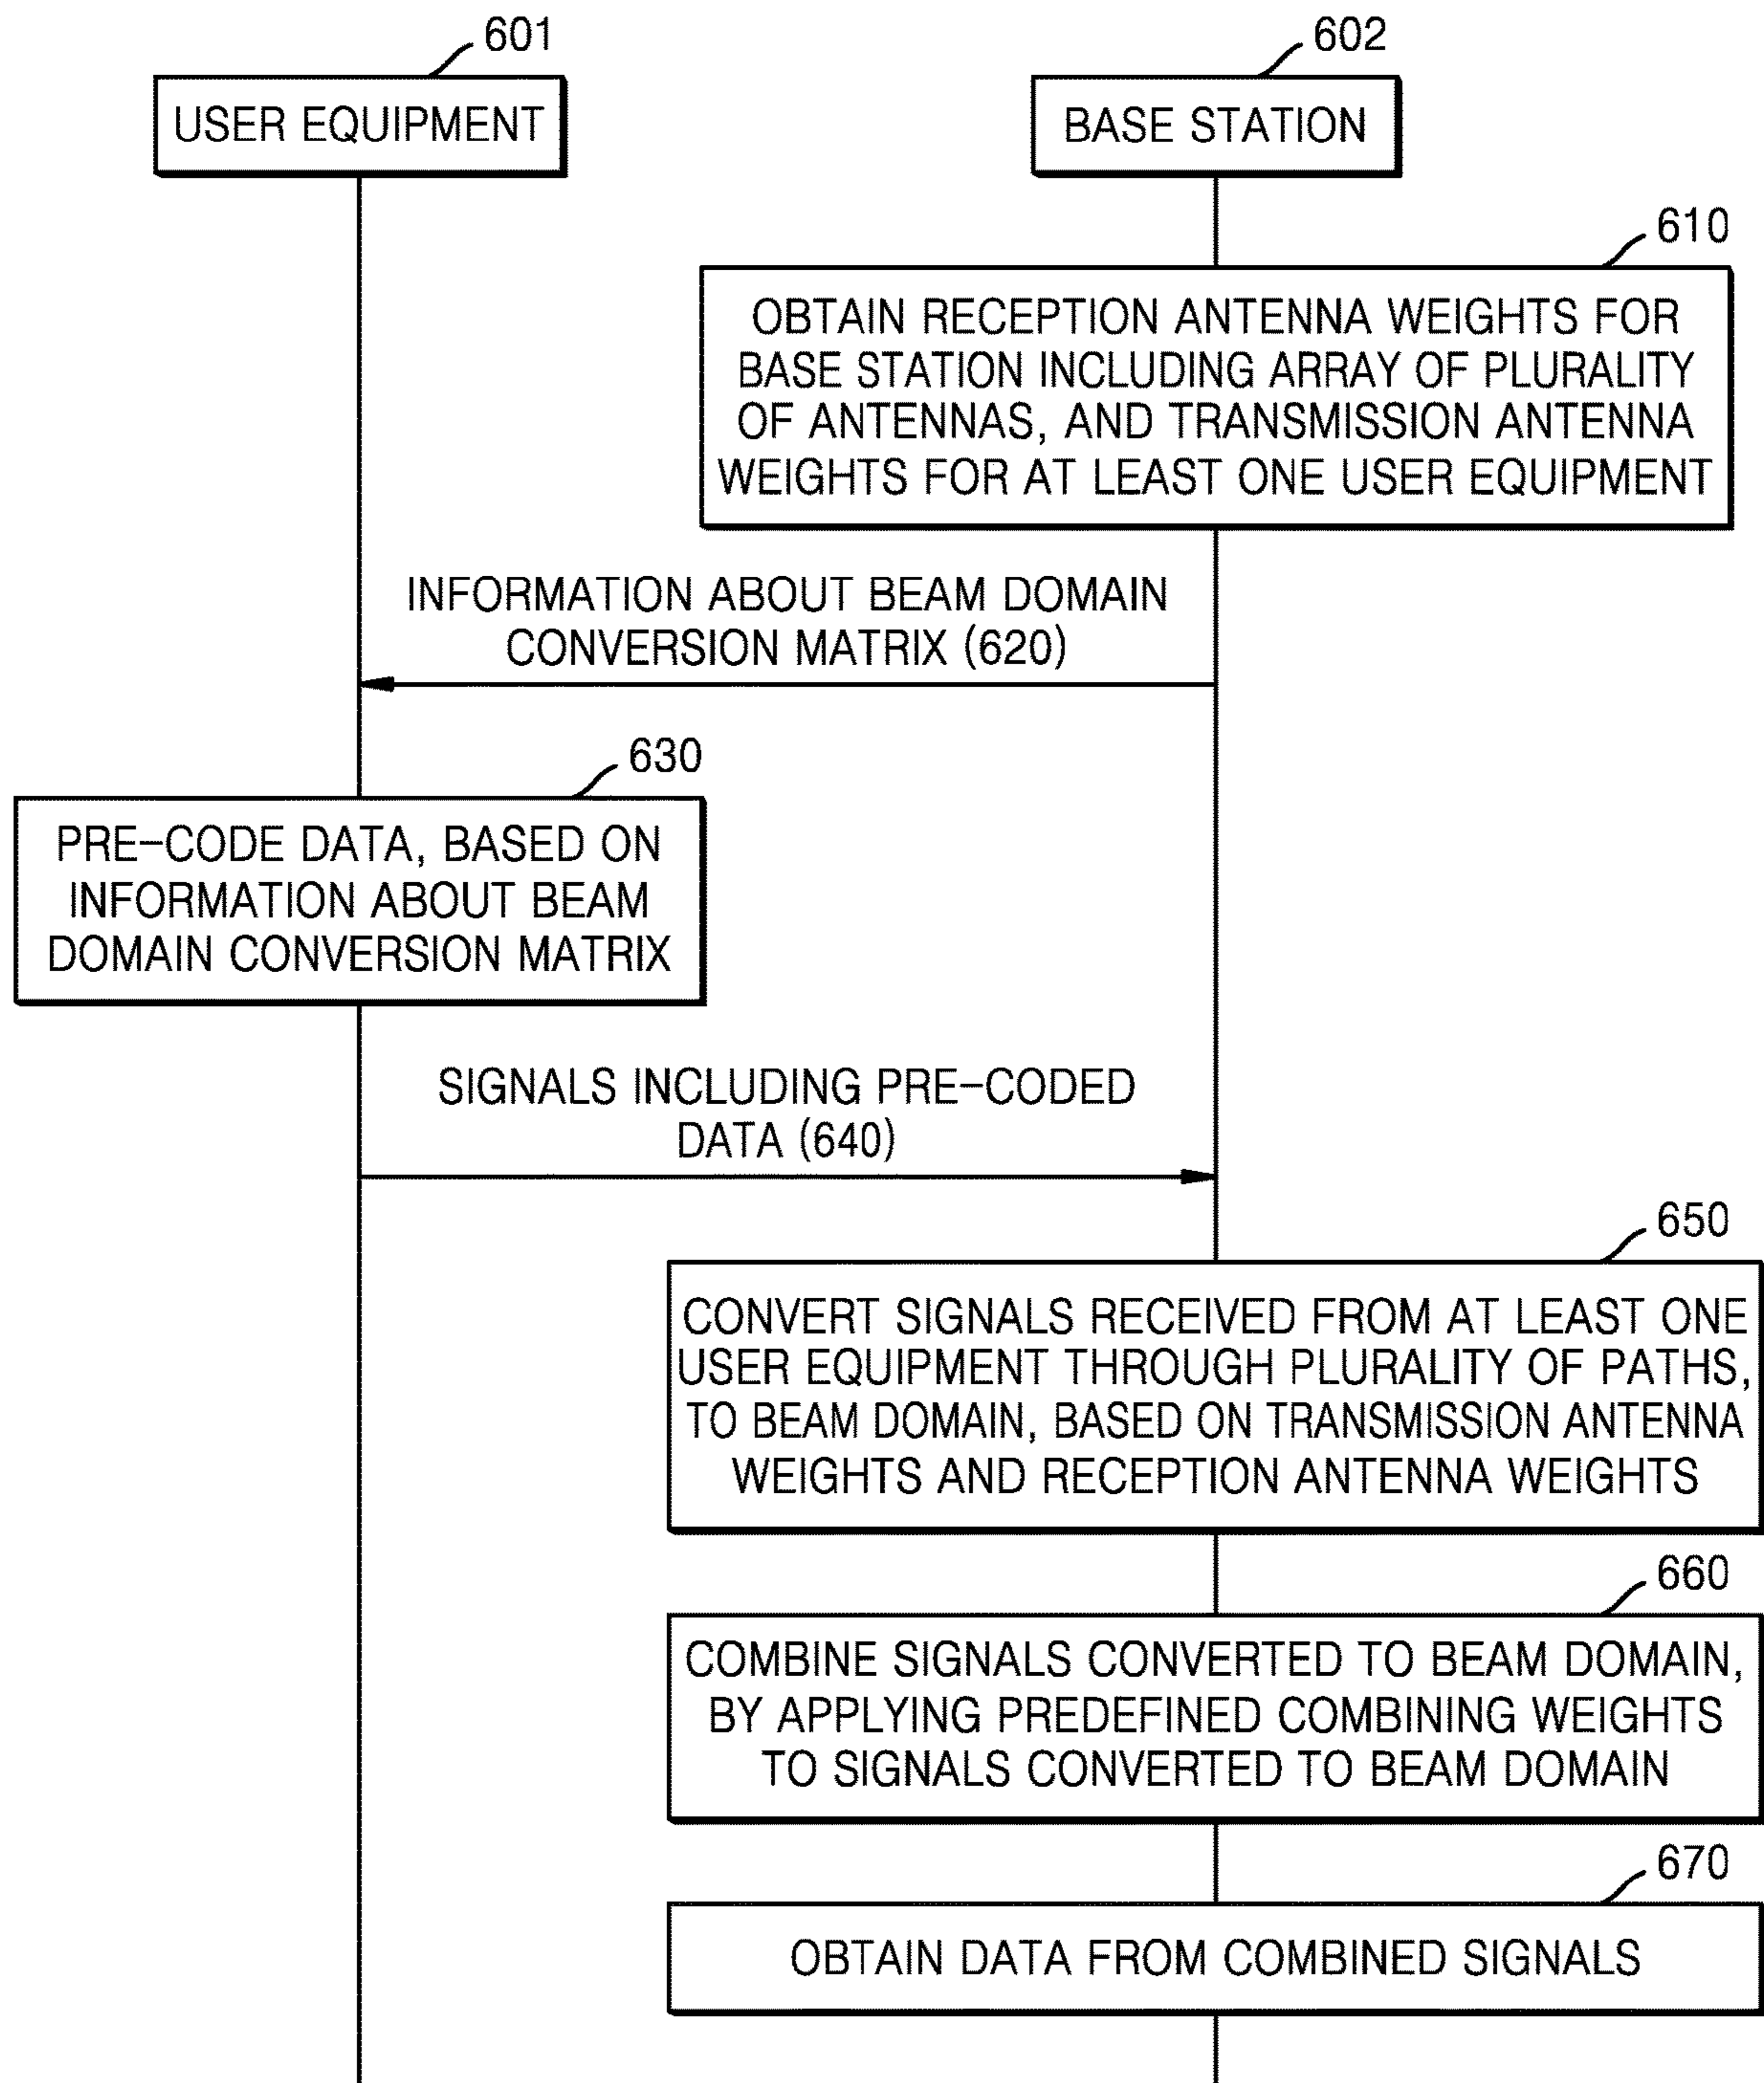 601
602
USER EQUIPMENT
BASE STATION
610
OBTAIN RECEPTION ANTENNA WEIGHTS FOR
BASE STATION INCLUDING ARRAY OF PLURALITY
OF ANTENNAS, AND TRANSMISSION ANTENNA
WEIGHTS FOR AT LEAST ONE USER EQUIPMENT
INFORMATION ABOUT BEAM DOMAIN
CONVERSION MATRIX (620)
630
PRE-CODE DATA, BASED ON
INFORMATION ABOUT BEAM
DOMAIN CONVERSION MATRIX
SIGNALS INCLUDING PRE-CODED
DATA (640)
650
CONVERT SIGNALS RECEIVED FROM AT LEAST ONE
USER EQUIPMENT THROUGH PLURALITY OF PATHS,
TO BEAM DOMAIN, BASED ON TRANSMISSION ANTENNA
WEIGHTS AND RECEPTION ANTENNA WEIGHTS
660
COMBINE SIGNALS CONVERTED TO BEAM DOMAIN,
BY APPLYING PREDEFINED COMBINING WEIGHTS
TO SIGNALS CONVERTED TO BEAM DOMAIN
670
OBTAIN DATA FROM COMBINED SIGNALS